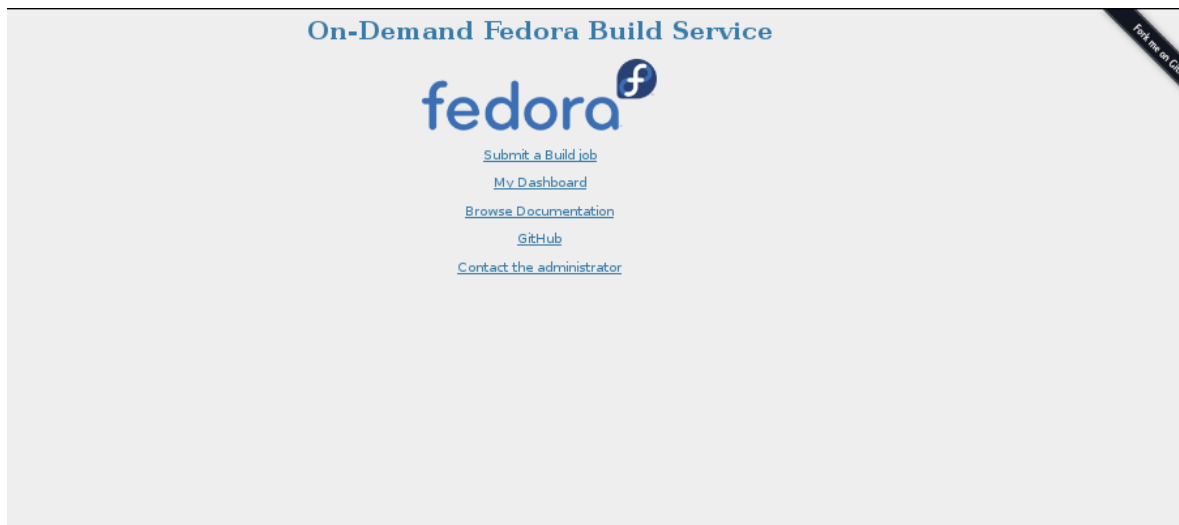 On-Demand Fedora Build Service
Fork me on Git
fedora
Submit a Build job
My Dashboard
Browse Documentation
GitHub
Contact the administrator